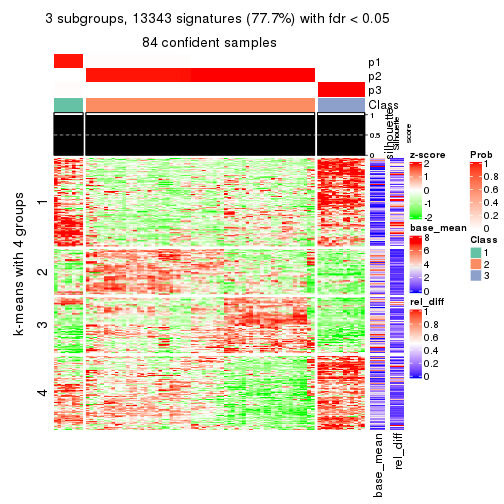 3 subgroups, 13343 signatures (77.7%) with fdr < 0.05
84 confident samples
p1
p2
p3
Class
1
0.5
0
silhouette
Silhouette
score
k-means with 4 groups
1
2
3
4
base_mean
rel_diff
z-score
2
1
0
-1
-2
base_mean
8
6
4
2
0
rel_diff
1
0.8
0.6
0.4
0.2
0
Prob
1
0.8
0.6
0.4
0.2
0
Class
1
2
3